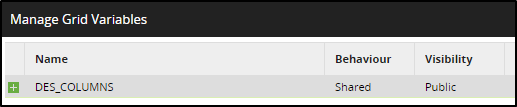 Manage Grid Variables
Name Behaviour Visibility
DES_COLUMNS Shared Public